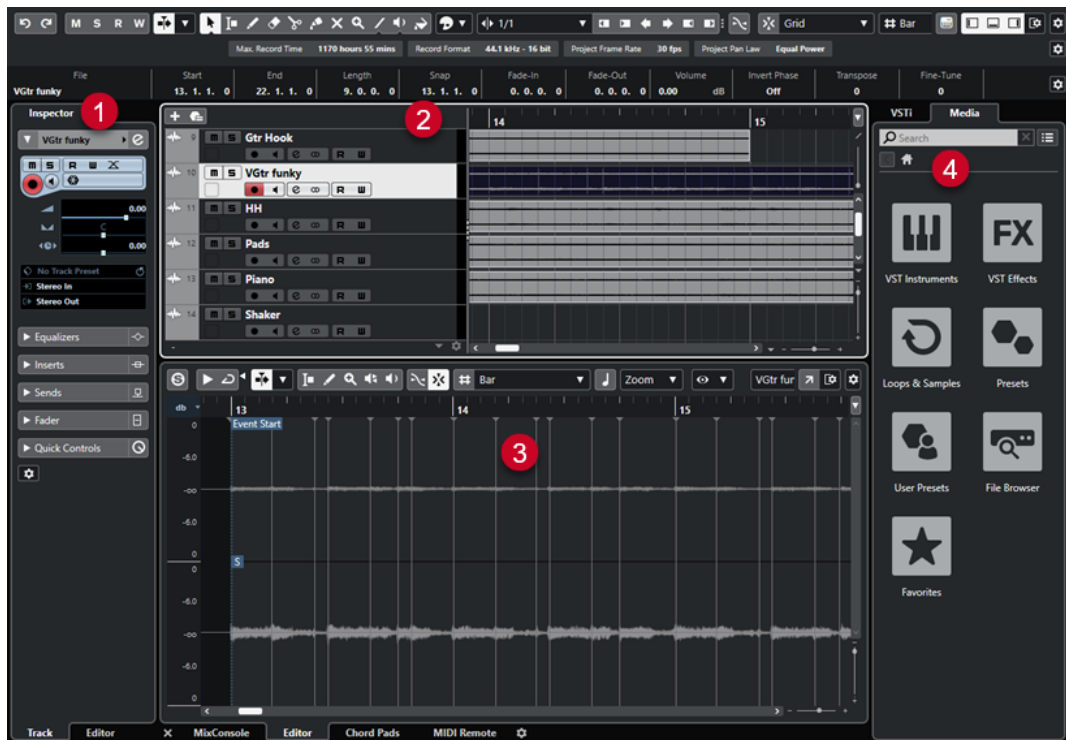 M S R W 1/1 Grid Bar
Max. Record Time 1170 hours 55 mins Record Format 44.1 kHz - 16 bit Project Frame Rate 30 fps Project Pan Law Equal Power
File Start End Length Snap Fade-In Fade-Out Volume Invert Phase Transpose Fine-Tune
VGtr funky 13. 1. 1. 0 22. 1. 1. 0 9. 0. 0. 0 13. 1. 1. 0 0. 0. 0. 0 0. 0. 0. 0 0.00 dB Off 0 0
Inspector
1
VGtr funky
M S R W
0.00
C
0.00
No Track Preset
Stereo In
Stereo Out
Equalizers
Inserts
Sends
Fader
Quick Controls
Track Editor
2
14 15
9 M S Gtr Hook
R W
10 M S VGtr funky
R W
11 M S HH
R W
12 M S Pads
R W
13 M S Piano
R W
14 M S Shaker
R W
S Bar Zoom VGtr fur
db 13 14 15
Event Start
3
0
-6.0
-∞
-6.0
0
S
0
-6.0
-∞
-6.0
0
MixConsole Editor Chord Pads MIDI Remote
VSTi Media
Search
4
VST Instruments
FX
VST Effects
Loops & Samples Presets
User Presets File Browser
Favorites